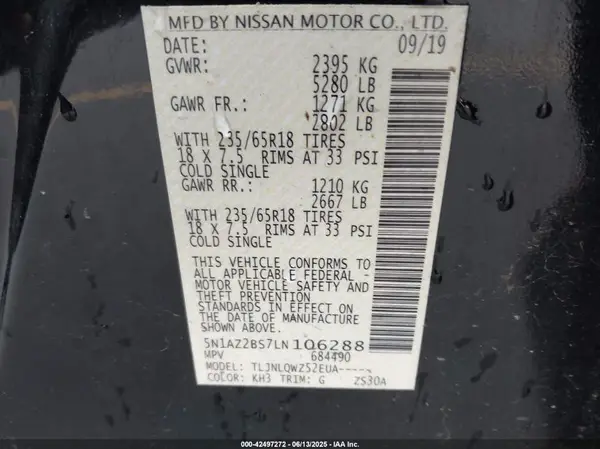 MFD BY NISSAN MOTOR CO., LTD.
DATE: 09/19
GVWR: 2395 KG
5280 LB
GAWR FR.: 1271 KG
2802 LB
WITH 235/65R18 TIRES
18 X 7.5 RIMS AT 33 PSI
COLD SINGLE
GAWR RR.: 1210 KG
2667 LB
WITH 235/65R18 TIRES
18 X 7.5 RIMS AT 33 PSI
COLD SINGLE
THIS VEHICLE CONFORMS TO
ALL APPLICABLE FEDERAL -
MOTOR VEHICLE SAFETY AND
THEFT PREVENTION
STANDARDS IN EFFECT ON
THE DATE OF MANUFACTURE
SHOWN ABOVE.
5N1AZ2BS7LN106288
MPV 684490
MODEL: TLJNLQWZ52EUA-----
COLOR: KH3 TRIM: G ZS30A
000-42497272 - 06/13/2025 - IAA Inc.